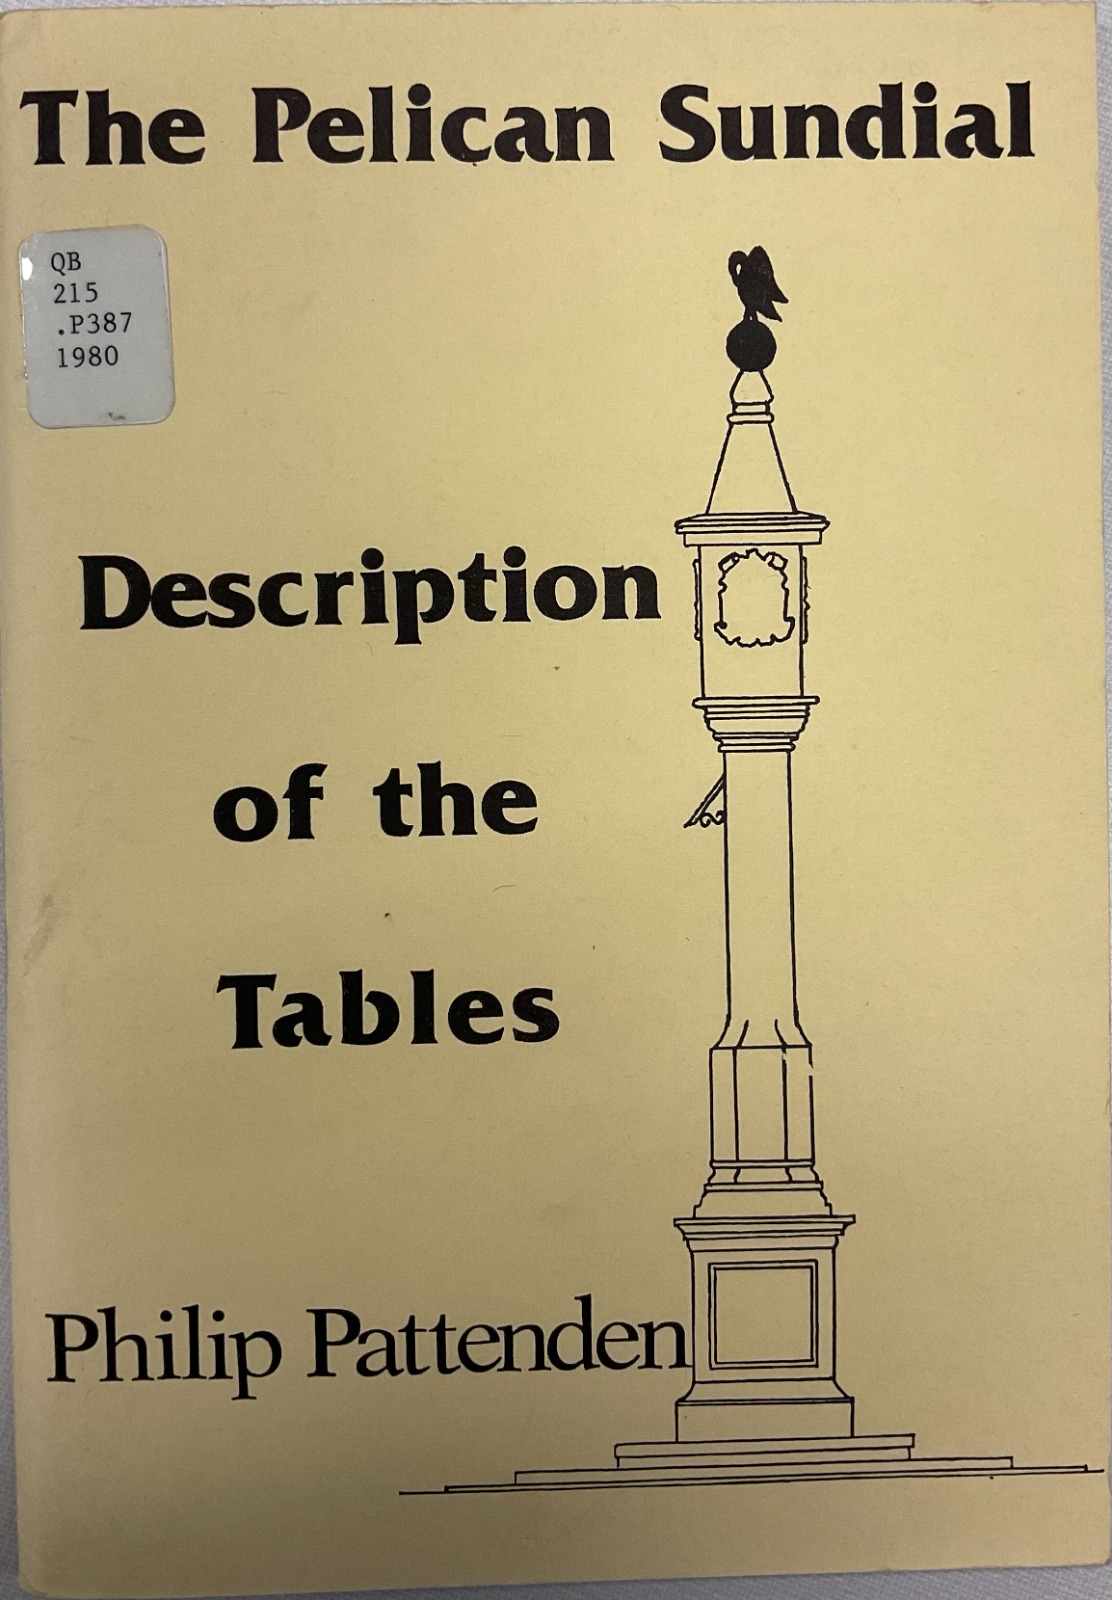 The Pelican Sundial
QB
215
.P387
1980
Description
of the
Tables
Philip Pattenden